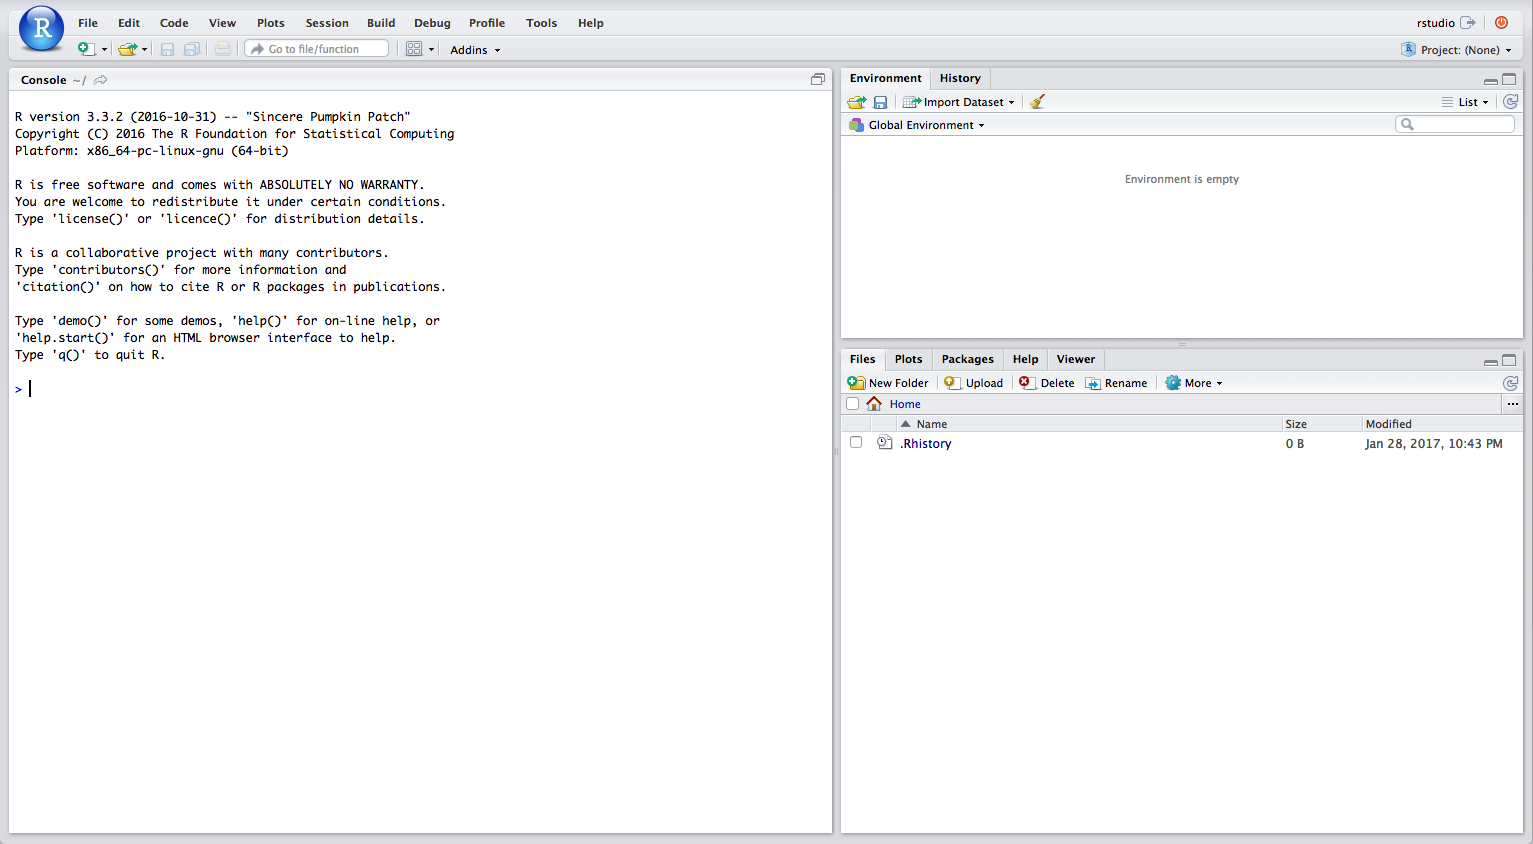 R
File Edit Code View Plots Session Build Debug Profile Tools Help
rstudio
Go to file/function
Addins
R Project: (None)
Console ~/
R version 3.3.2 (2016-10-31) -- "Sincere Pumpkin Patch"
Copyright (C) 2016 The R Foundation for Statistical Computing
Platform: x86_64-pc-linux-gnu (64-bit)
R is free software and comes with ABSOLUTELY NO WARRANTY.
You are welcome to redistribute it under certain conditions.
Type 'license()' or 'licence()' for distribution details.
R is a collaborative project with many contributors.
Type 'contributors()' for more information and
'citation()' on how to cite R or R packages in publications.
Type 'demo()' for some demos, 'help()' for on-line help, or
'help.start()' for an HTML browser interface to help.
Type 'q()' to quit R.
>
Environment History
Import Dataset
List
Global Environment
Environment is empty
Files Plots Packages Help Viewer
New Folder Upload Delete Rename More
Home ...
Name Size Modified
.Rhistory 0 B Jan 28, 2017, 10:43 PM